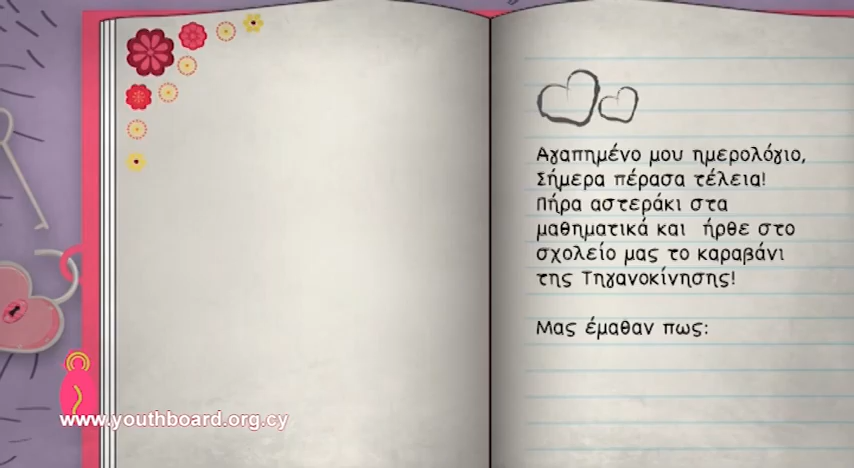 Αγαπημένο μου ημερολόγιο,
Σήμερα πέρασα τέλεια!
Πήρα αστεράκι στα
μαθηματικά και ήρθε στο
σχολείο μας το καραβάνι
της Τηγανοκίνησης!
Μας έμαθαν πως:
www.youthboard.org.cy